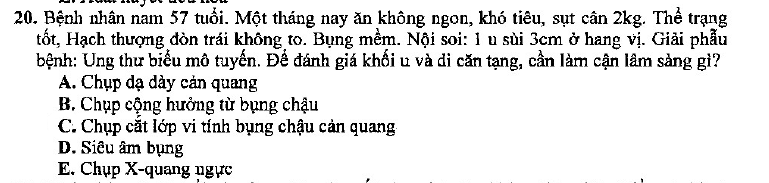 20. Bệnh nhân nam 57 tuổi. Một tháng nay ăn không ngon, khó tiêu, sụt cân 2kg. Thể trạng
tốt, Hạch thượng đòn trái không to. Bụng mềm. Nội soi: 1 u sùi 3cm ở hang vị. Giải phẫu
bệnh: Ung thư biểu mô tuyến. Để đánh giá khối u và di căn tạng, cần làm cận lâm sàng gì?
A. Chụp dạ dày cản quang
B. Chụp cộng hưởng từ bụng chậu
C. Chụp cắt lớp vi tính bụng chậu cản quang
D. Siêu âm bụng
E. Chụp X-quang ngực